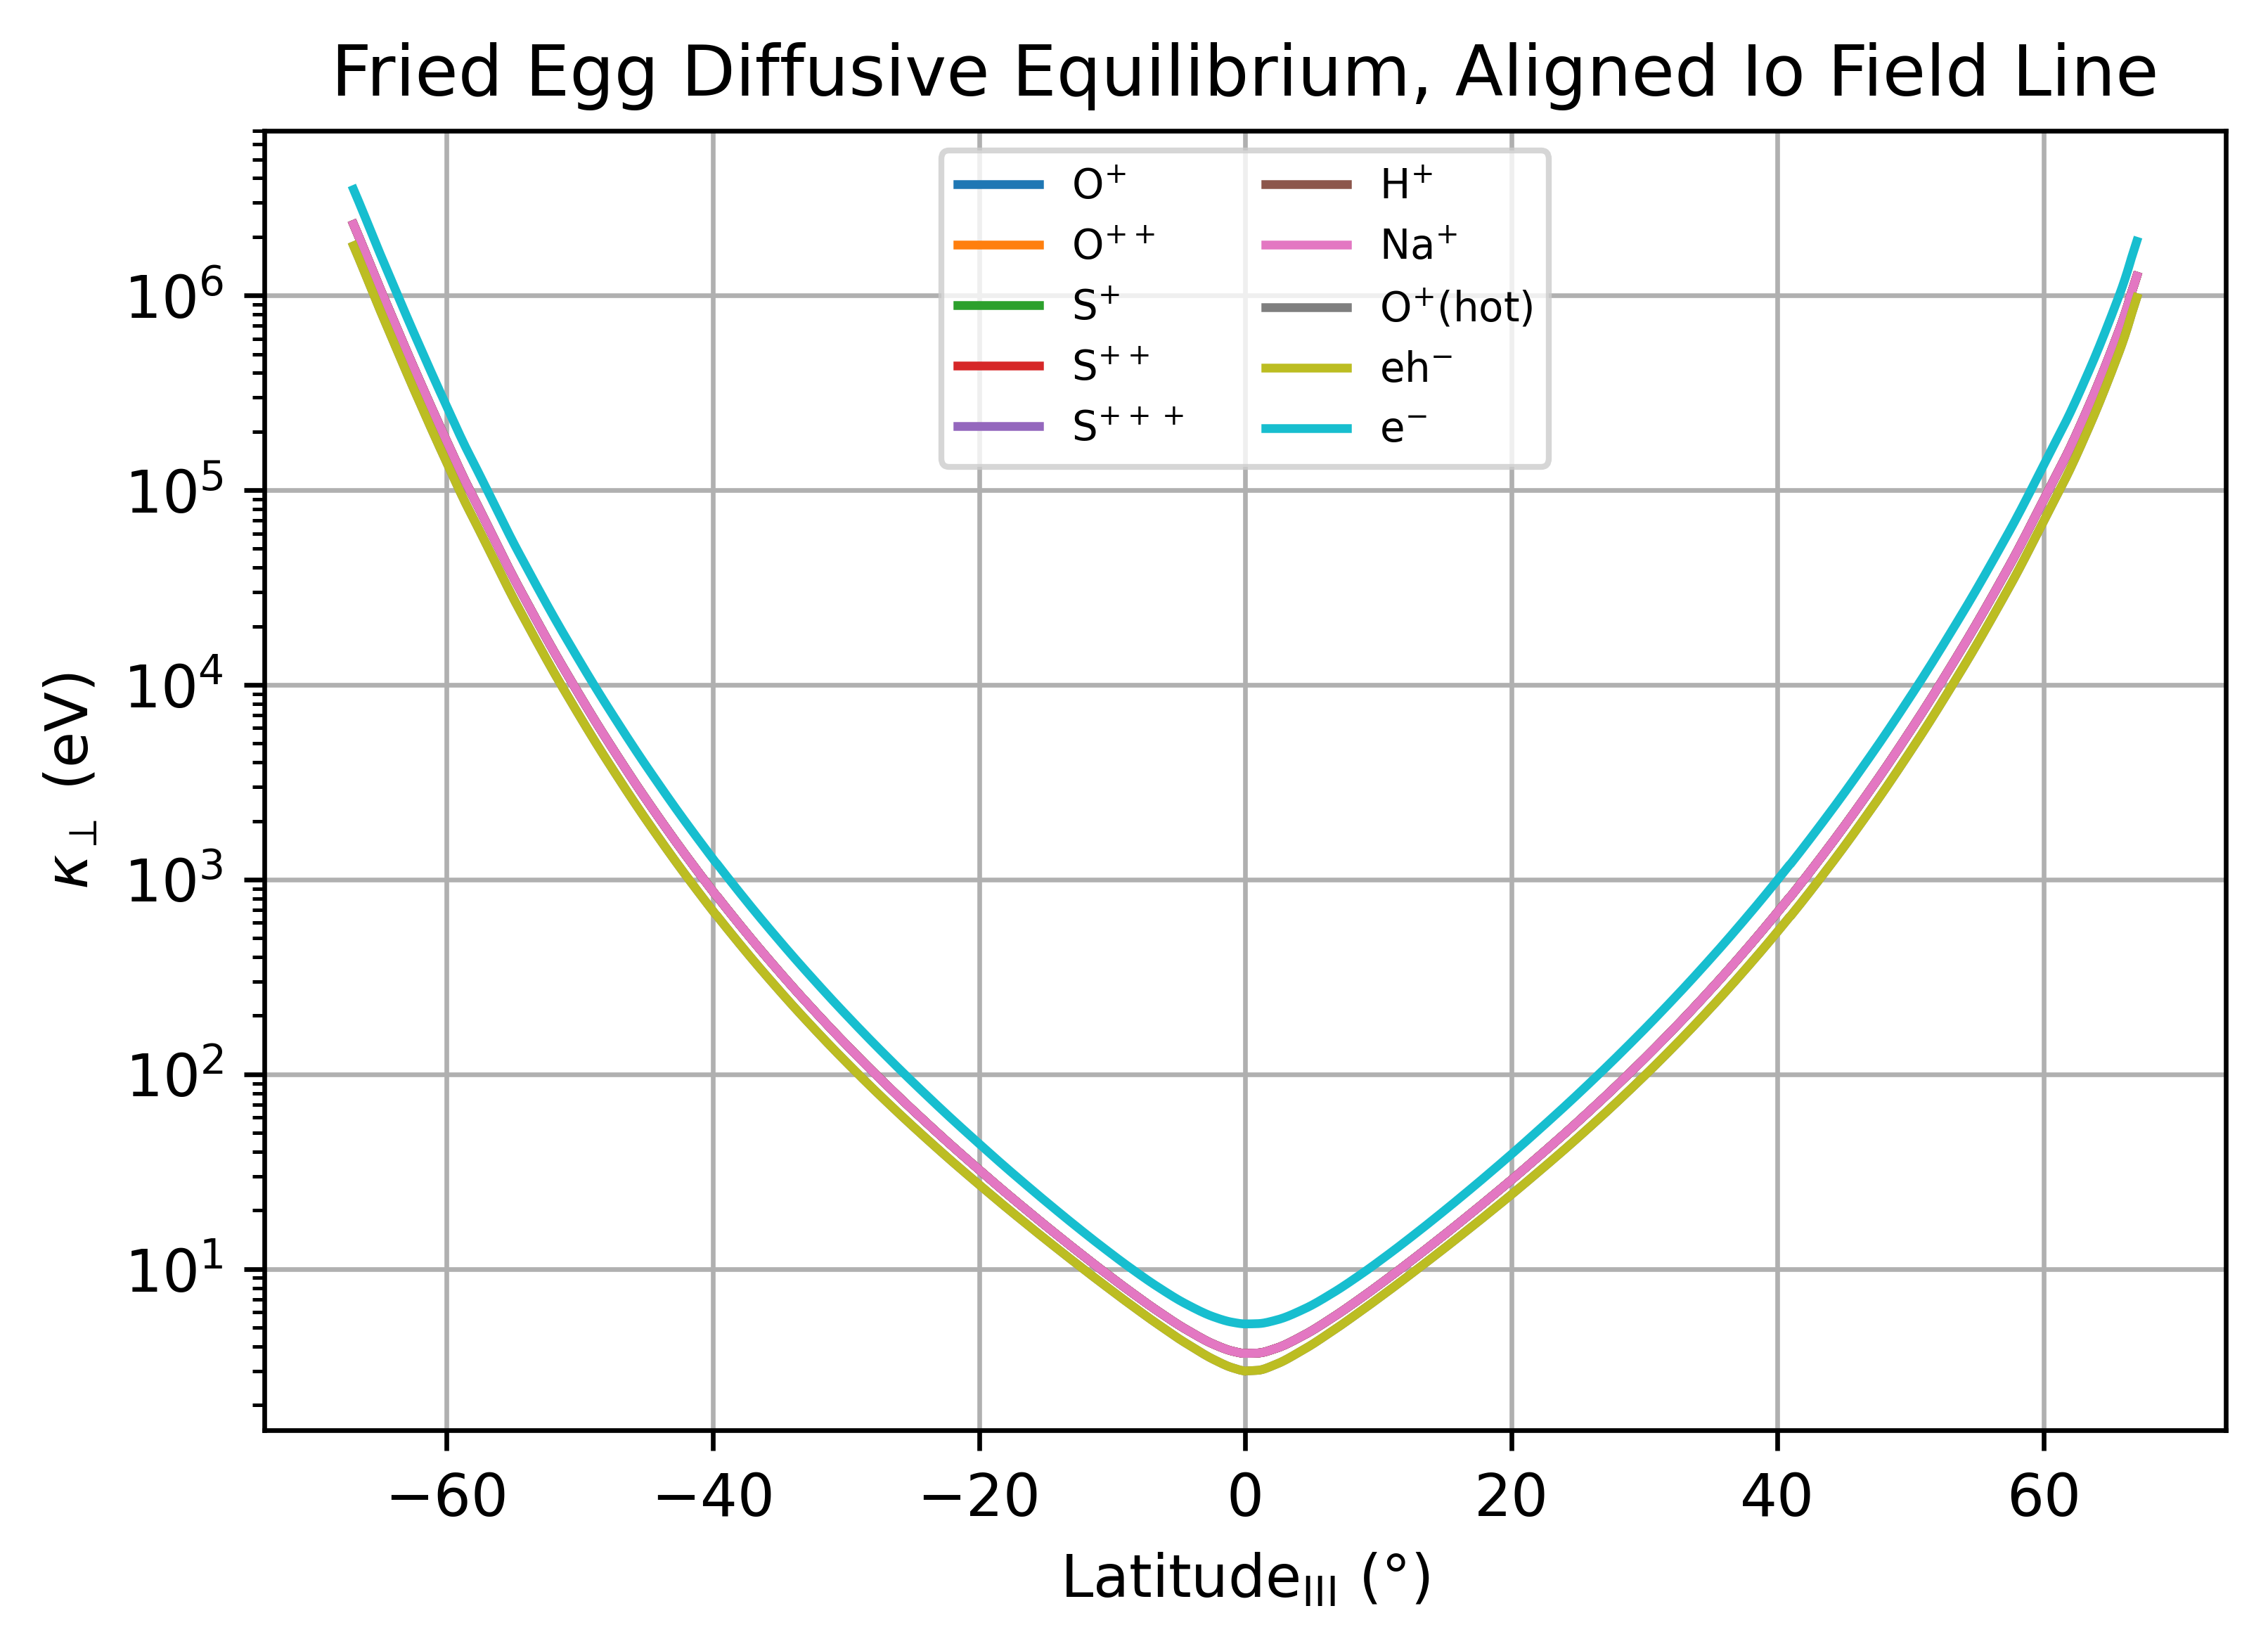 Fried Egg Diffusive Equilibrium, Aligned Io Field Line
O⁺
O⁺⁺
S⁺
S⁺⁺
S⁺⁺⁺
H⁺
Na⁺
O⁺(hot)
eh⁻
e⁻
κ⊥ (eV)
10⁶
10⁵
10⁴
10³
10²
10¹
−60 −40 −20 0 20 40 60
Latitude_III (°)